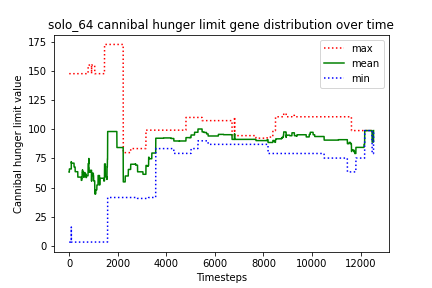 solo_64 cannibal hunger limit gene distribution over time
max
mean
min
Cannibal hunger limit value
175
150
125
100
75
50
25
0
0
2000
4000
6000
8000
10000
12000
Timesteps